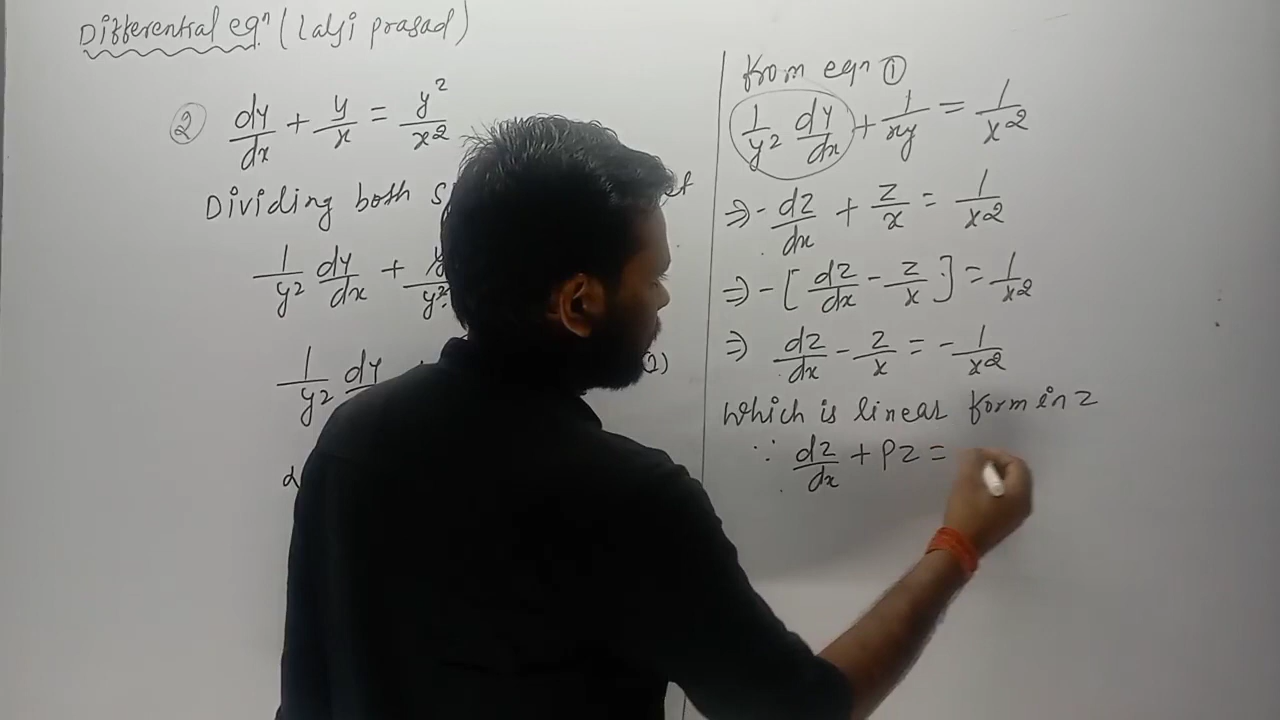 Differential eqⁿ (Lalji prasad)
② dy/dx + y/x = y²/x²
Dividing both
1/y² dy/dx +
1/y² dy/dx
from eqn ①
1/y² dy/dx + 1/xy = 1/x²
⇒ - dz/dx + z/x = 1/x²
⇒ - [dz/dx - z/x] = 1/x²
⇒ dz/dx - z/x = - 1/x²
which is linear form in z
∵ dz/dx + Pz =